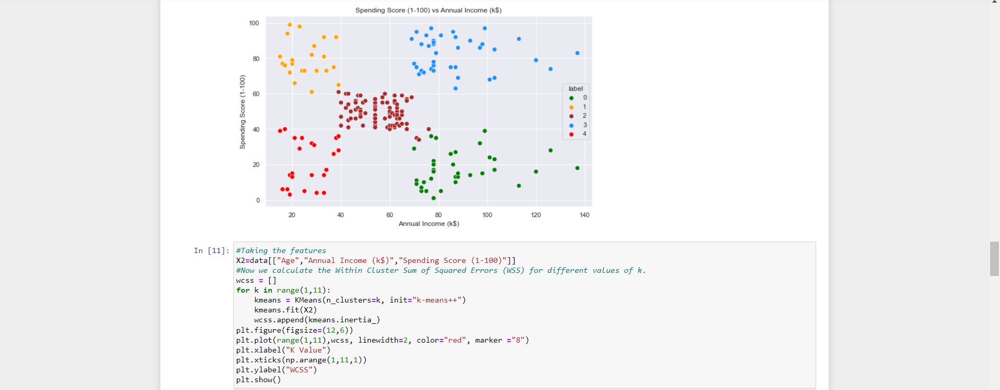 Spending Score (1-100) vs Annual Income (k$)
100
80
60
40
20
0
Spending Score (1-100)
label
0
1
2
3
4
20 40 60 80 100 120 140
Annual Income (k$)
In [11]:
#Taking the features
X2=data[["Age","Annual Income (k$)","Spending Score (1-100)"]]
#Now we calculate the Within Cluster Sum of Squared Errors (WSS) for different values of k.
wcss = []
for k in range(1,11):
    kmeans = KMeans(n_clusters=k, init="k-means++")
    kmeans.fit(X2)
    wcss.append(kmeans.inertia_)
plt.figure(figsize=(12,6))
plt.plot(range(1,11),wcss, linewidth=2, color="red", marker ="8")
plt.xlabel("K Value")
plt.xticks(np.arange(1,11,1))
plt.ylabel("WCSS")
plt.show()